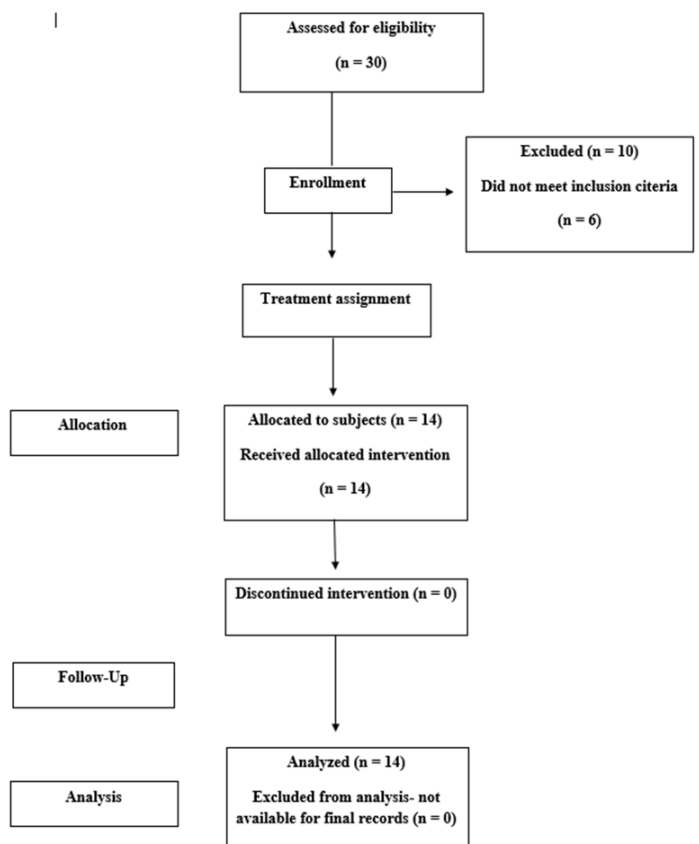 Assessed for eligibility
(n = 30)
Excluded (n = 10)
Did not meet inclusion citeria
(n = 6)
Enrollment
Treatment assignment
Allocation
Allocated to subjects (n = 14)
Received allocated intervention
(n = 14)
Discontinued intervention (n = 0)
Follow-Up
Analyzed (n = 14)
Excluded from analysis- not
available for final records (n = 0)
Analysis